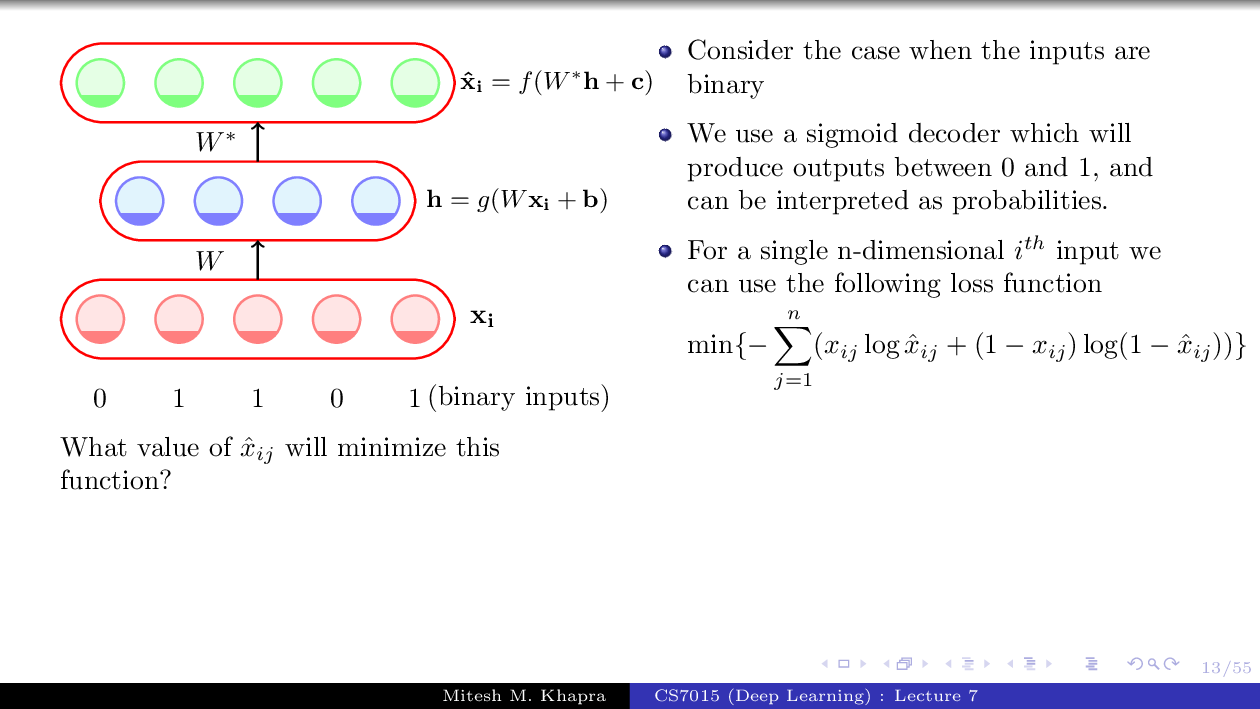 x̂ᵢ = f(W*h + c)
W*
h = g(Wxᵢ + b)
W
xᵢ
0 1 1 0 1 (binary inputs)
What value of x̂ᵢⱼ will minimize this
function?
Consider the case when the inputs are
binary
We use a sigmoid decoder which will
produce outputs between 0 and 1, and
can be interpreted as probabilities.
For a single n-dimensional iᵗʰ input we
can use the following loss function
min{−∑ⁿⱼ₌₁(xᵢⱼ log x̂ᵢⱼ + (1 − xᵢⱼ) log(1 − x̂ᵢⱼ))}
13/55
Mitesh M. Khapra CS7015 (Deep Learning) : Lecture 7